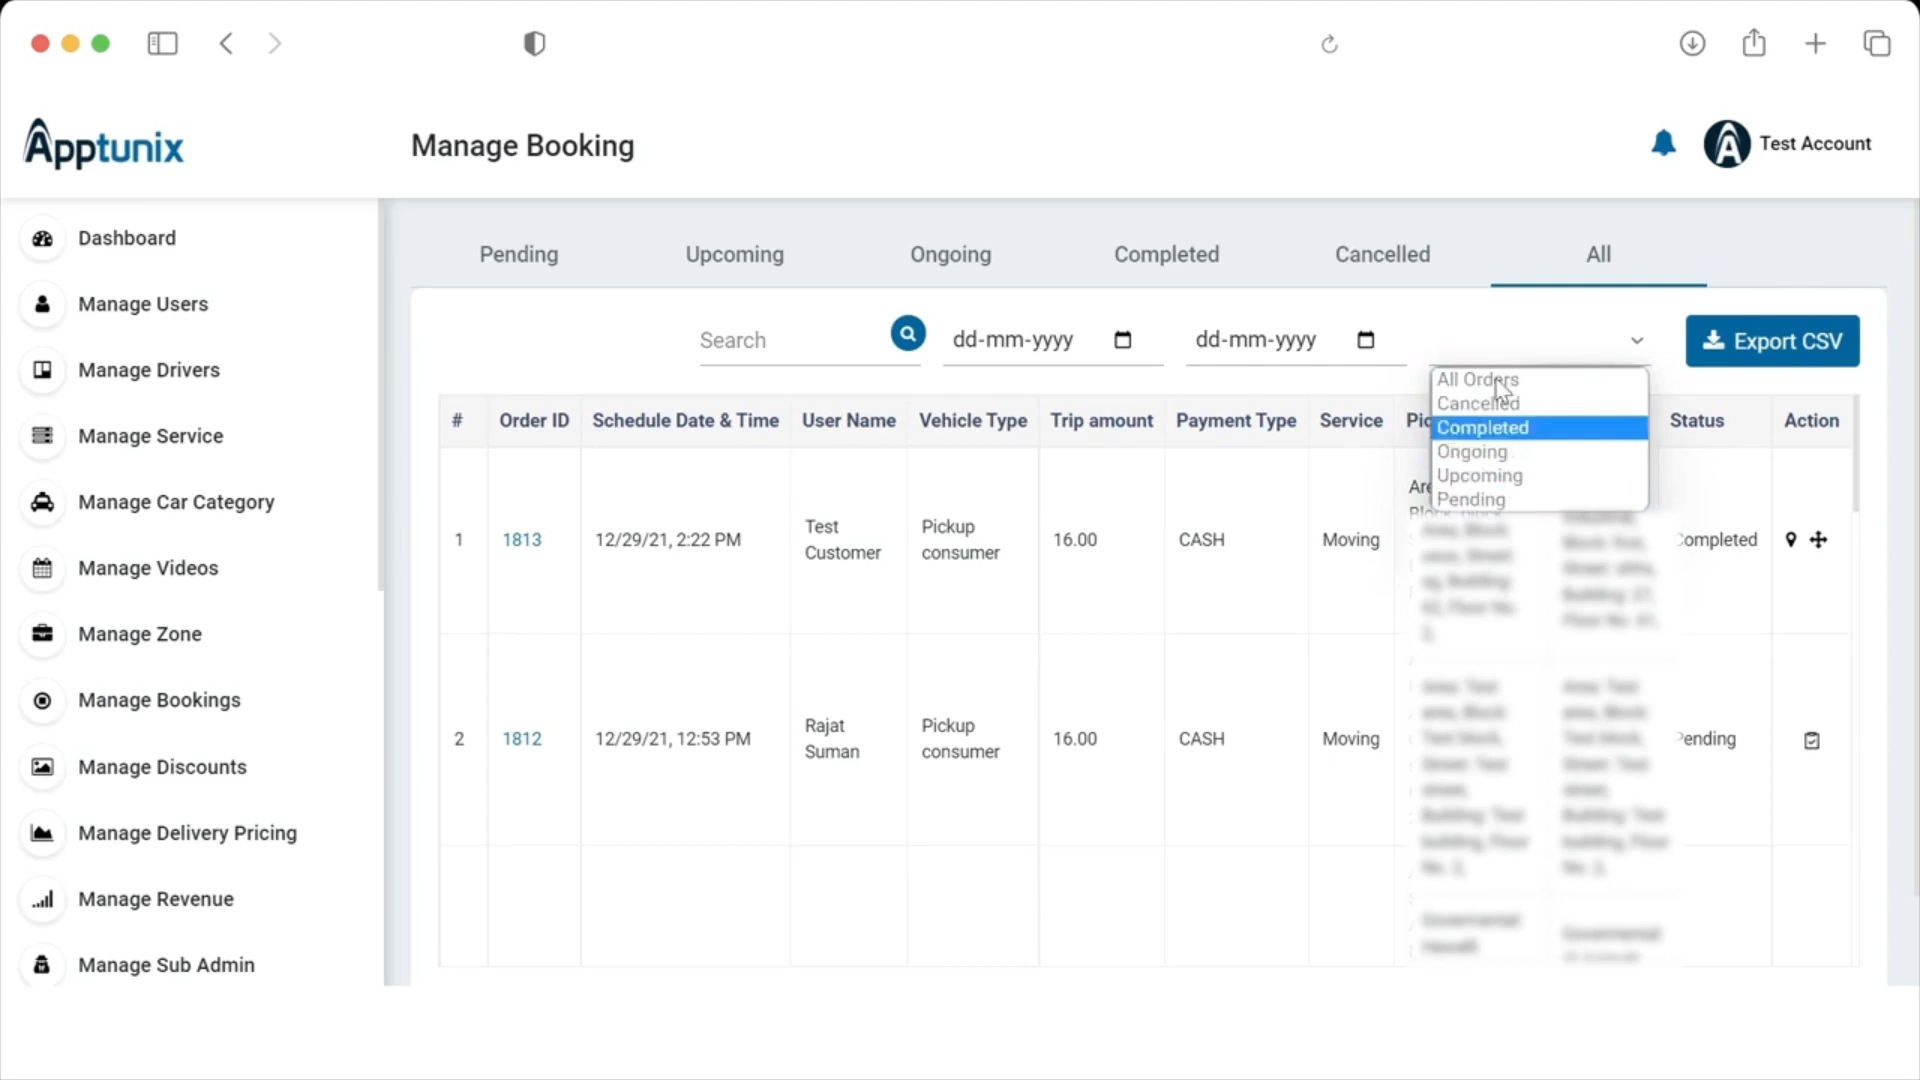 Apptunix
Manage Booking
Test Account
Dashboard
Manage Users
Manage Drivers
Manage Service
Manage Car Category
Manage Videos
Manage Zone
Manage Bookings
Manage Discounts
Manage Delivery Pricing
Manage Revenue
Manage Sub Admin
Pending Upcoming Ongoing Completed Cancelled All
Search dd-mm-yyyy dd-mm-yyyy Export CSV
All Orders
Cancelled
Completed
Ongoing
Upcoming
Pending
# Order ID Schedule Date & Time User Name Vehicle Type Trip amount Payment Type Service Status Action
1 1813 12/29/21, 2:22 PM Test Customer Pickup consumer 16.00 CASH Moving Completed
2 1812 12/29/21, 12:53 PM Rajat Suman Pickup consumer 16.00 CASH Moving Pending